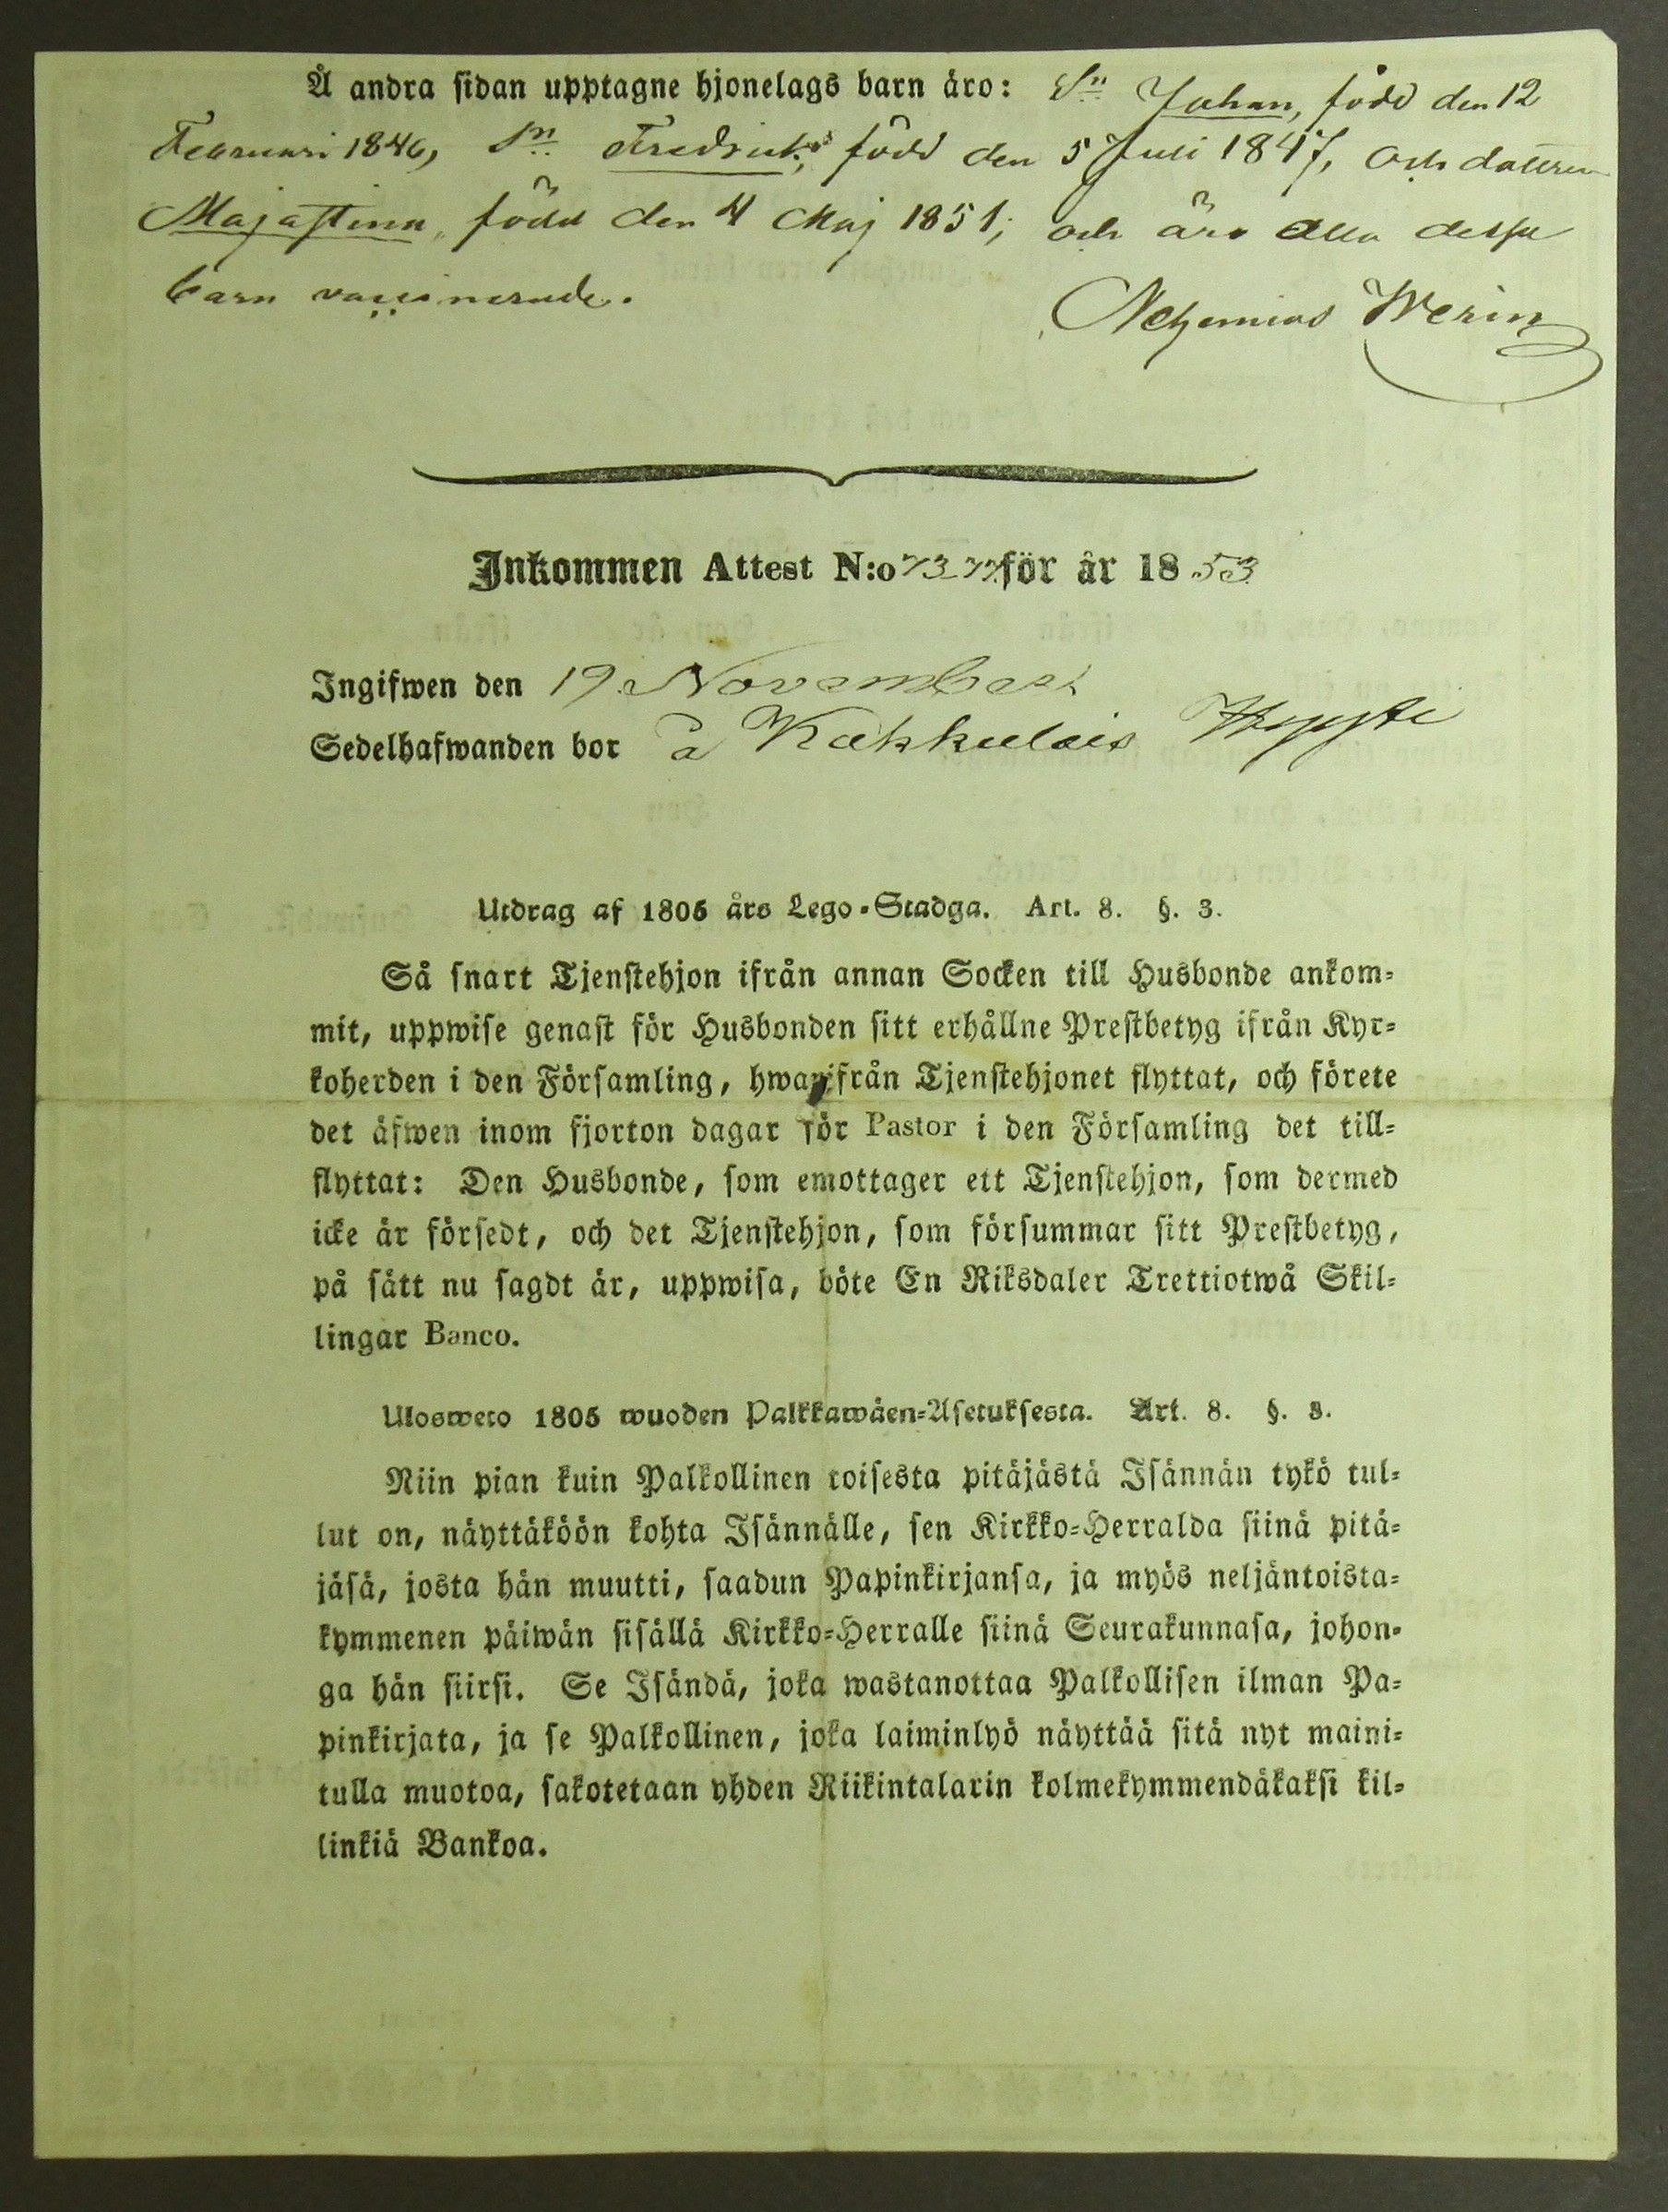 Å andra sidan upptagne hjonelags barn äro: Sn Johan, född den 12
Februari 1846, Sn Fredrick, född den 5 Juli 1847, och dottren
Majastina, född den 4 Maj 1851; och äro alla dessa
barn vaccinerade.
Nehemias Werin
Inkommen Attest N:o för år 1853
Ingifwen den 19 November
Sedelhafwanden bor å Kakkulais
Utdrag af 1805 års Lego-Stadga. Art. 8. §. 3.
Så snart Tjenstehjon ifrån annan Socken till Husbonde ankom-
mit, uppwise genast för Husbonden sitt erhållne Prestbetyg ifrån Kyr-
koherden i den Församling, hwarifrån Tjenstehjonet flyttat, och förete
det äfwen inom fjorton dagar för Pastor i den Församling det till-
flyttat: Den Husbonde, som emottager ett Tjenstehjon, som dermed
icke är försedt, och det Tjenstehjon, som försummar sitt Prestbetyg,
på sätt nu sagdt är, uppwisa, böte En Riksdaler Trettiotwå Skil-
lingar Banco.
Ulosweto 1805 wuoden Palkkawäen-Asetuksesta. Art. 8. §. 3.
Niin pian kuin Palkollinen toisesta pitäjästä Isännän tykö tul-
lut on, näyttäköön kohta Isännälle, sen Kirkko-Herralda siinä pitä-
jäsä, josta hän muutti, saadun Papinkirjansa, ja myös neljäntoista-
kymmenen päiwän sisällä Kirkko-Herralle siinä Seurakunnasa, johon-
ga hän siirsi. Se Isändä, joka wastanottaa Palkollisen ilman Pa-
pinkirjata, ja se Palkollinen, joka laiminlyö näyttää sitä nyt maini-
tulla muotoa, sakotetaan yhden Riikintalarin kolmekymmendäkaksi kil-
linkiä Bankoa.